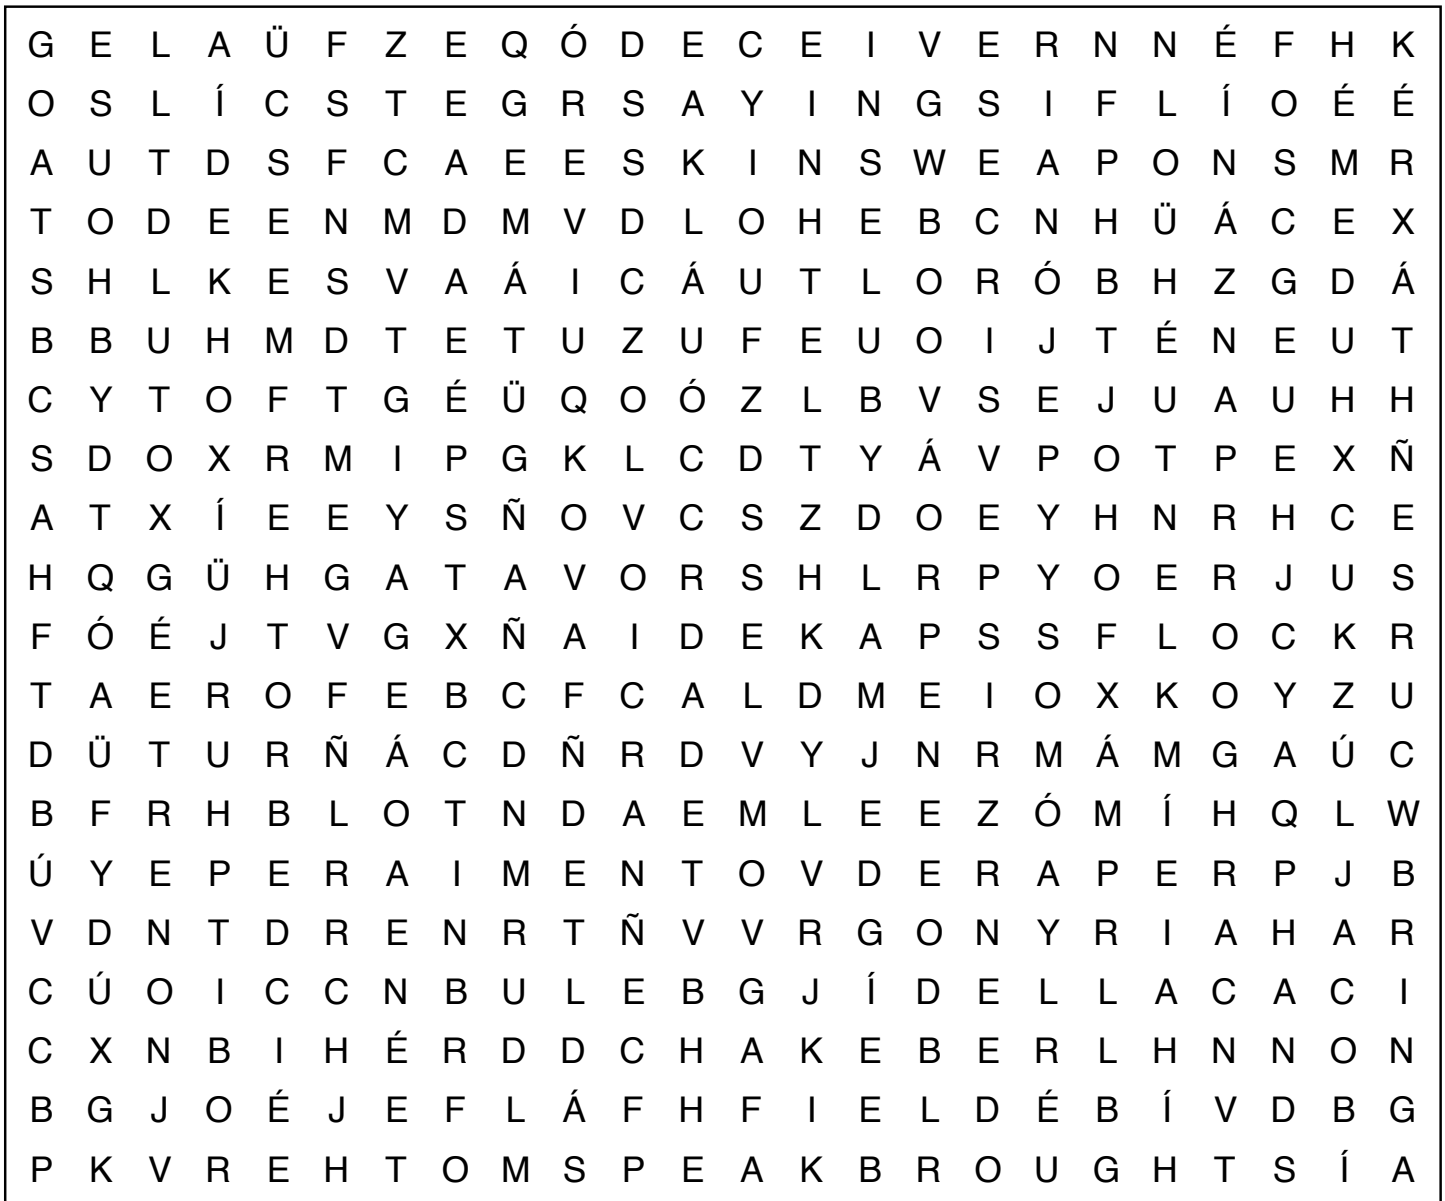 G E L A Ü F Z E Q Ó D E C E I V E R N N É F H K
O S L Í C S T E G R S A Y I N G S I F L Í O É É
A U T D S F C A E E S K I N S W E A P O N S M R
T O D E E N M D M V D L O H E B C N H Ü Á C E X
S H L K E S V A Á I C Á U T L O R Ó B H Z G D Á
B B U H M D T E T U Z U F E U O I J T É N E U T
C Y T O F T G É Ü Q O Ó Z L B V S E J U A U H H
S D O X R M I P G K L C D T Y Á V P O T P E X Ñ
A T X Í E E Y S Ñ O V C S Z D O E Y H N R H C E
H Q G Ü H G A T A V O R S H L R P Y O E R J U S
F Ó É J T V G X Ñ A I D E K A P S S F L O C K R
T A E R O F E B C F C A L D M E I O X K O Y Z U
D Ü T U R Ñ Á C D Ñ R D V Y J N R M Á M G A Ú C
B F R H B L O T N D A E M L E E Z Ó M Í H Q L W
Ú Y E P E R A I M E N T O V D E R A P E R P J B
V D N T D R E N R T Ñ V V R G O N Y R I A H A R
C Ú O I C C N B U L E B G J Í D E L L A C A C I
C X N B I H É R D D C H A K E B E R L H N N O N
B G J O É J E F L Á F H F I E L D É B Í V D B G
P K V R E H T O M S P E A K B R O U G H T S Í A